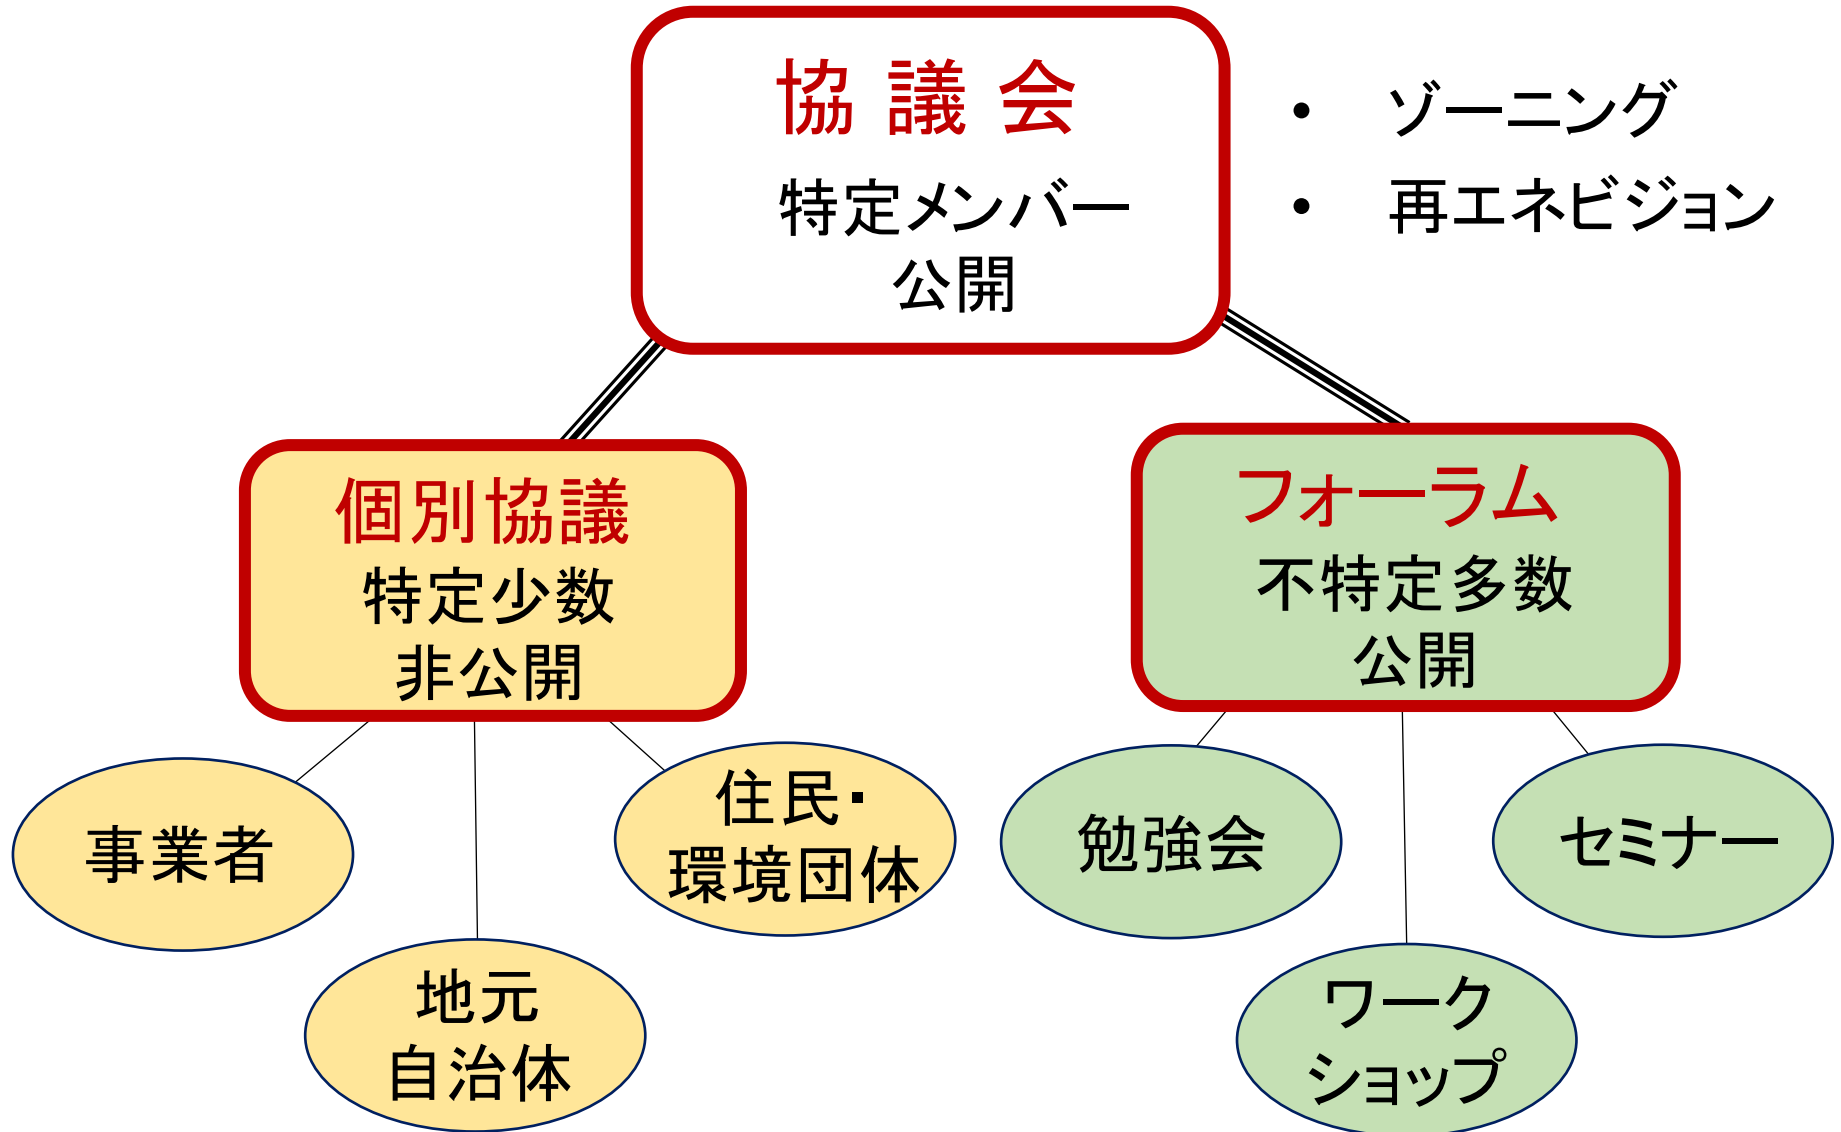 協議会
特定メンバー
公開
• ゾーニング
• 再エネビジョン
個別協議
特定少数
非公開
フォーラム
不特定多数
公開
事業者
地元
自治体
住民・
環境団体
勉強会
ワーク
ショップ
セミナー